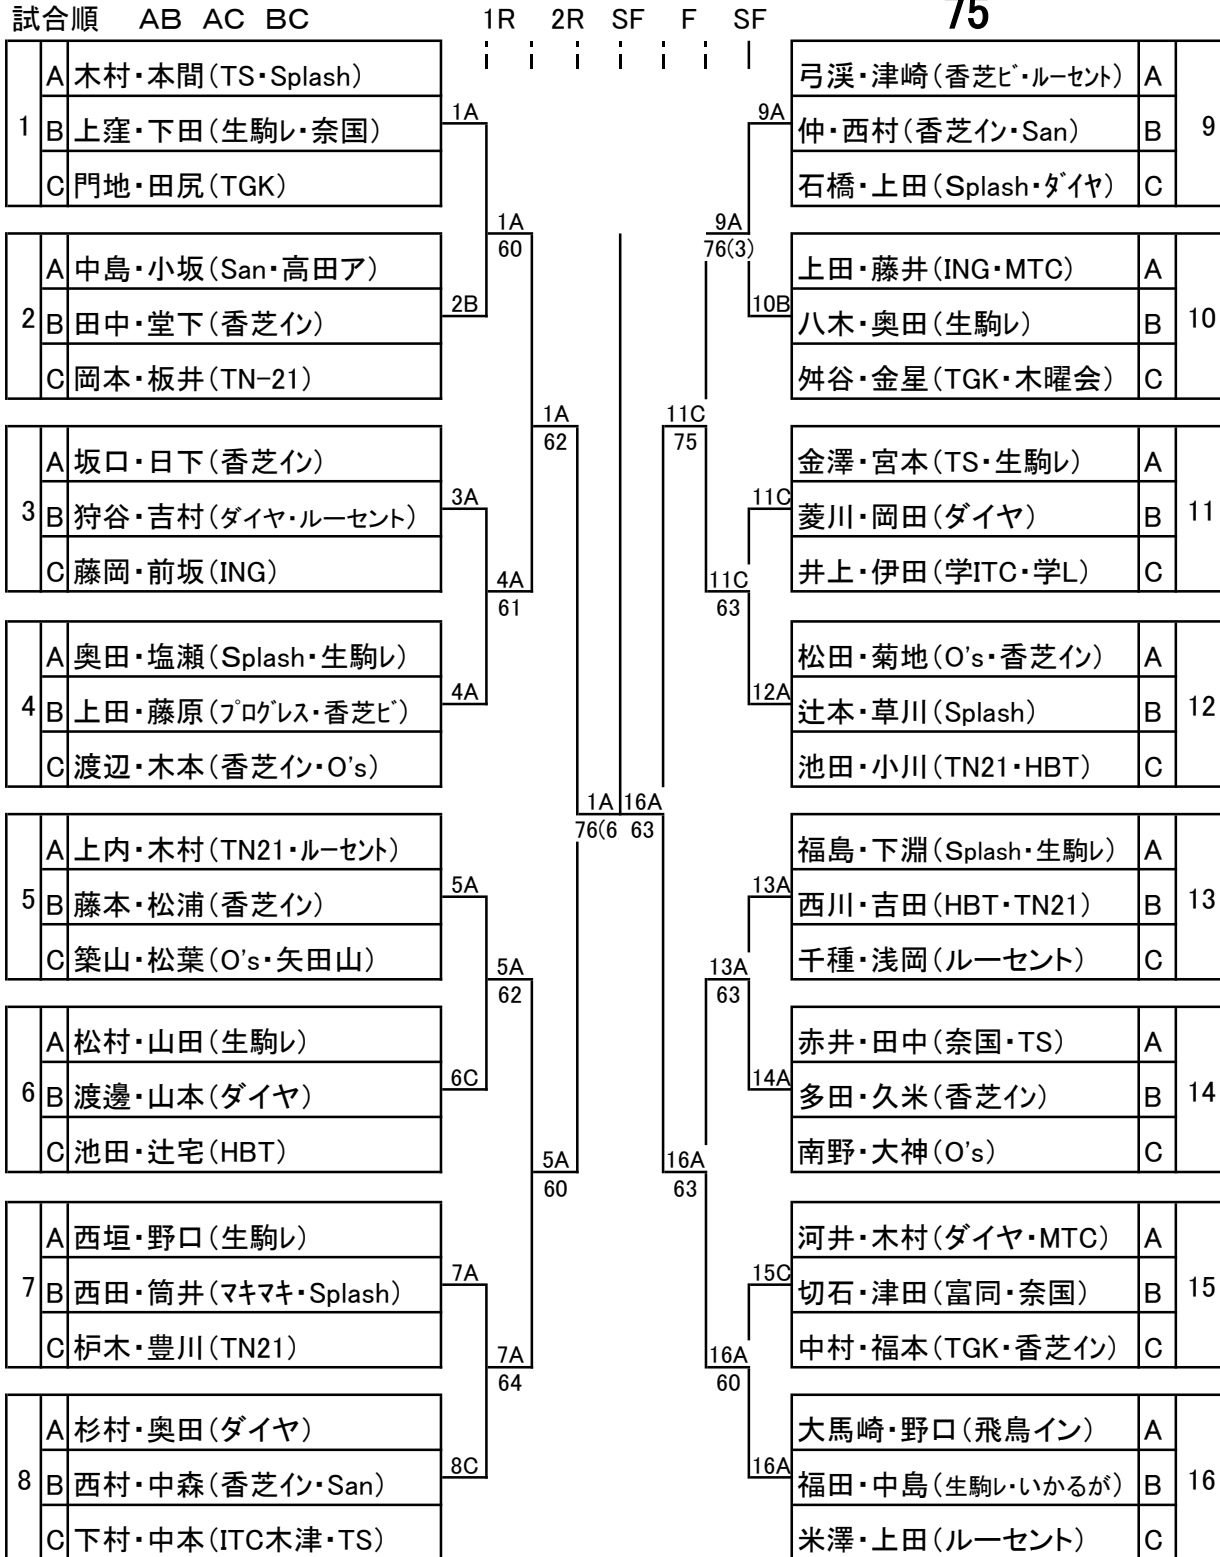 試合順 AB AC BC 1R 2R SF F SF 75
1
A 木村・本間(TS・Splash)
B 上窪・下田(生駒レ・奈国)
C 門地・田尻(TGK)
2
A 中島・小坂(San・高田ア)
B 田中・堂下(香芝イン)
C 岡本・板井(TN-21)
3
A 坂口・日下(香芝イン)
B 狩谷・吉村(ダイヤ・ルーセント)
C 藤岡・前坂(ING)
4
A 奥田・塩瀬(Splash・生駒レ)
B 上田・藤原(プログレス・香芝ビ)
C 渡辺・木本(香芝イン・O's)
5
A 上内・木村(TN21・ルーセント)
B 藤本・松浦(香芝イン)
C 築山・松葉(O's・矢田山)
6
A 松村・山田(生駒レ)
B 渡邊・山本(ダイヤ)
C 池田・辻宅(HBT)
7
A 西垣・野口(生駒レ)
B 西田・筒井(マキマキ・Splash)
C 枦木・豊川(TN21)
8
A 杉村・奥田(ダイヤ)
B 西村・中森(香芝イン・San)
C 下村・中本(ITC木津・TS)
1A
2B
3A
4A
5A
6C
7A
8C
1A
60
4A
61
5A
62
7A
64
1A
62
5A
60
1A
76(6
16A
63
11C
75
16A
63
9A
76(3)
11C
63
13A
63
16A
60
9A
10B
11C
12A
13A
14A
15C
16A
弓渓・津崎(香芝ビ・ルーセント) A
仲・西村(香芝イン・San) B
石橋・上田(Splash・ダイヤ) C
9
上田・藤井(ING・MTC) A
八木・奥田(生駒レ) B
舛谷・金星(TGK・木曜会) C
10
金澤・宮本(TS・生駒レ) A
菱川・岡田(ダイヤ) B
井上・伊田(学ITC・学L) C
11
松田・菊地(O's・香芝イン) A
辻本・草川(Splash) B
池田・小川(TN21・HBT) C
12
福島・下淵(Splash・生駒レ) A
西川・吉田(HBT・TN21) B
千種・浅岡(ルーセント) C
13
赤井・田中(奈国・TS) A
多田・久米(香芝イン) B
南野・大神(O's) C
14
河井・木村(ダイヤ・MTC) A
切石・津田(富同・奈国) B
中村・福本(TGK・香芝イン) C
15
大馬崎・野口(飛鳥イン) A
福田・中島(生駒レ・いかるが) B
米澤・上田(ルーセント) C
16